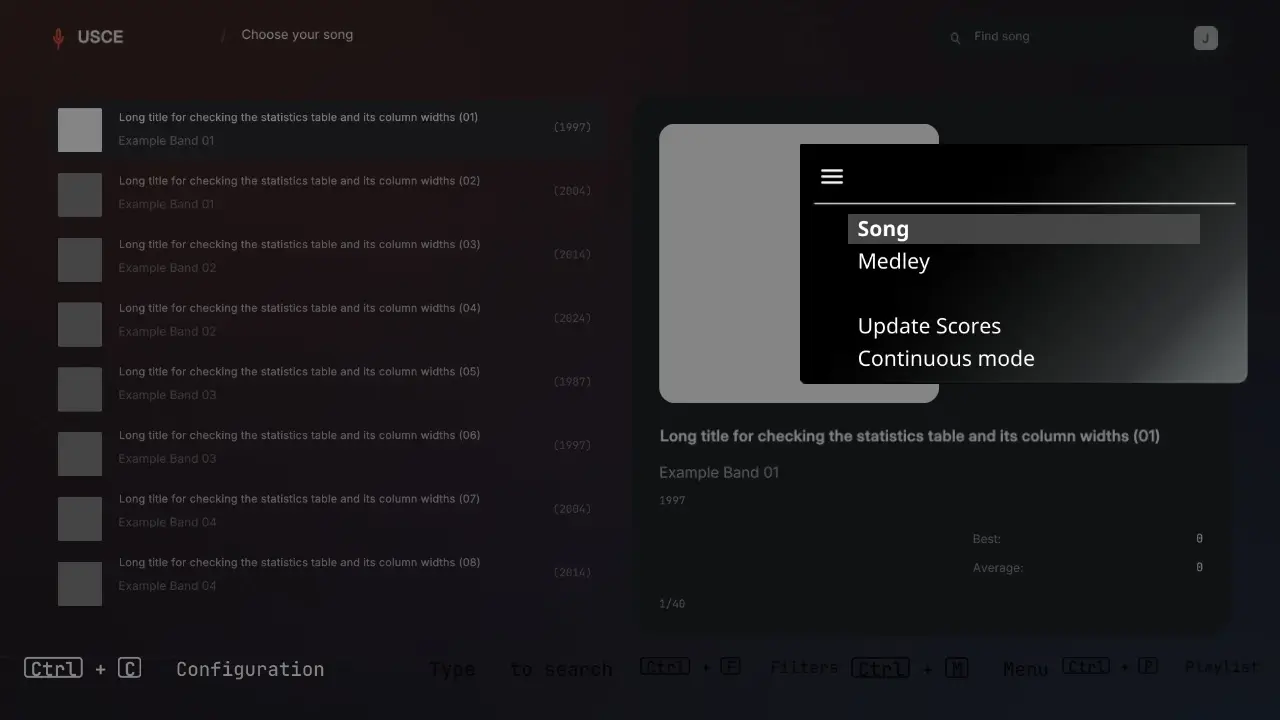 USCE / Choose your song
Find song
J
Long title for checking the statistics table and its column widths (01)
Example Band 01
(1997)
Long title for checking the statistics table and its column widths (02)
Example Band 01
(2004)
Long title for checking the statistics table and its column widths (03)
Example Band 02
(2014)
Long title for checking the statistics table and its column widths (04)
Example Band 02
(2024)
Long title for checking the statistics table and its column widths (05)
Example Band 03
(1987)
Long title for checking the statistics table and its column widths (06)
Example Band 03
(1997)
Long title for checking the statistics table and its column widths (07)
Example Band 04
(2004)
Long title for checking the statistics table and its column widths (08)
Example Band 04
(2014)
Song
Medley
Update Scores
Continuous mode
Long title for checking the statistics table and its column widths (01)
Example Band 01
1997
Best: 0
Average: 0
1/40
Ctrl + C Configuration Type to search Ctrl + F Filters Ctrl + M Menu Ctrl + P Playlist